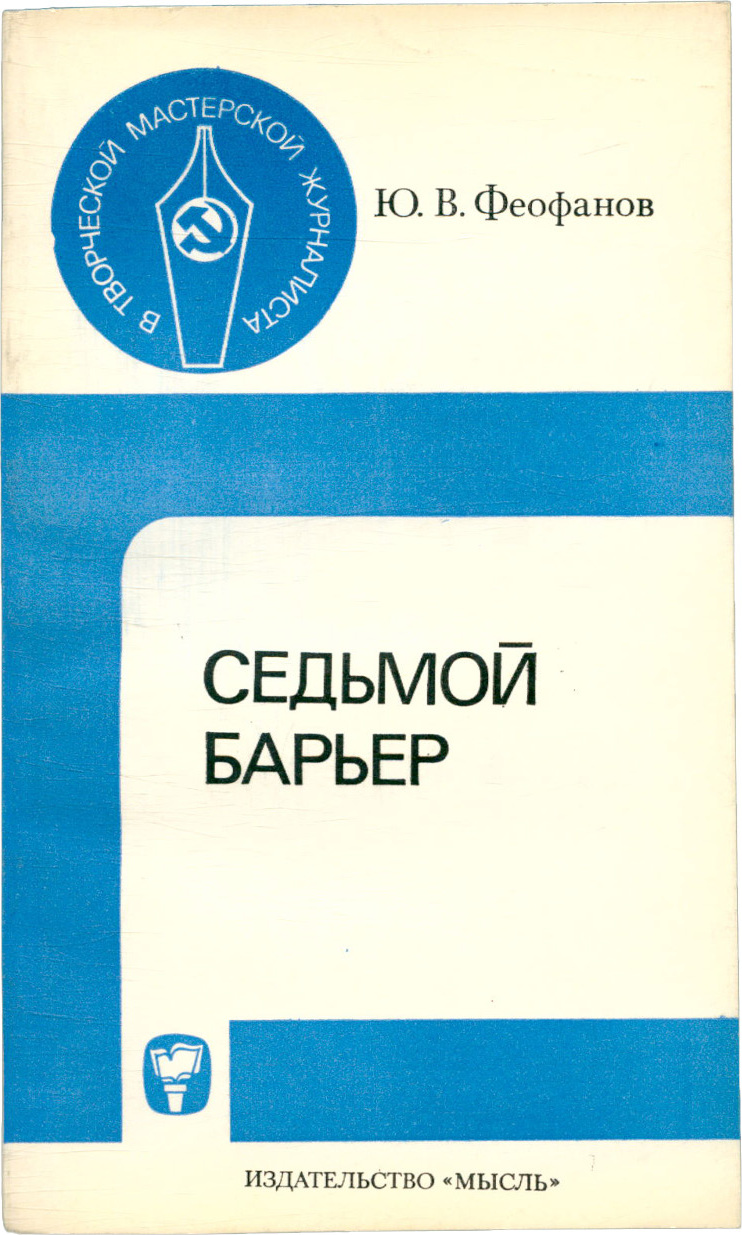 В ТВОРЧЕСКОЙ МАСТЕРСКОЙ ЖУРНАЛИСТА
Ю. В. Феофанов
СЕДЬМОЙ
БАРЬЕР
ИЗДАТЕЛЬСТВО «МЫСЛЬ»